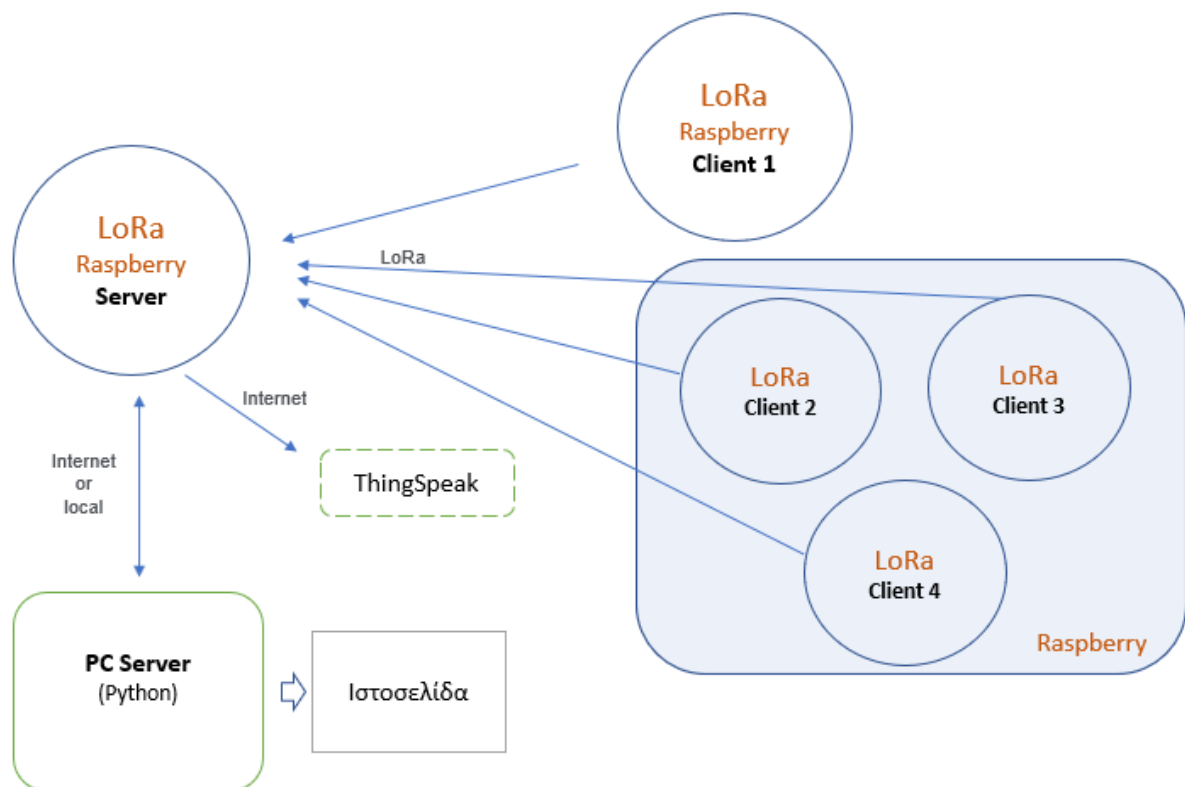 LoRa
Raspberry
Client 1
LoRa
Raspberry
Server
LoRa
LoRa
Client 2
LoRa
Client 3
Internet
Internet
or
local
ThingSpeak
LoRa
Client 4
Raspberry
PC Server
(Python)
Ιστοσελίδα